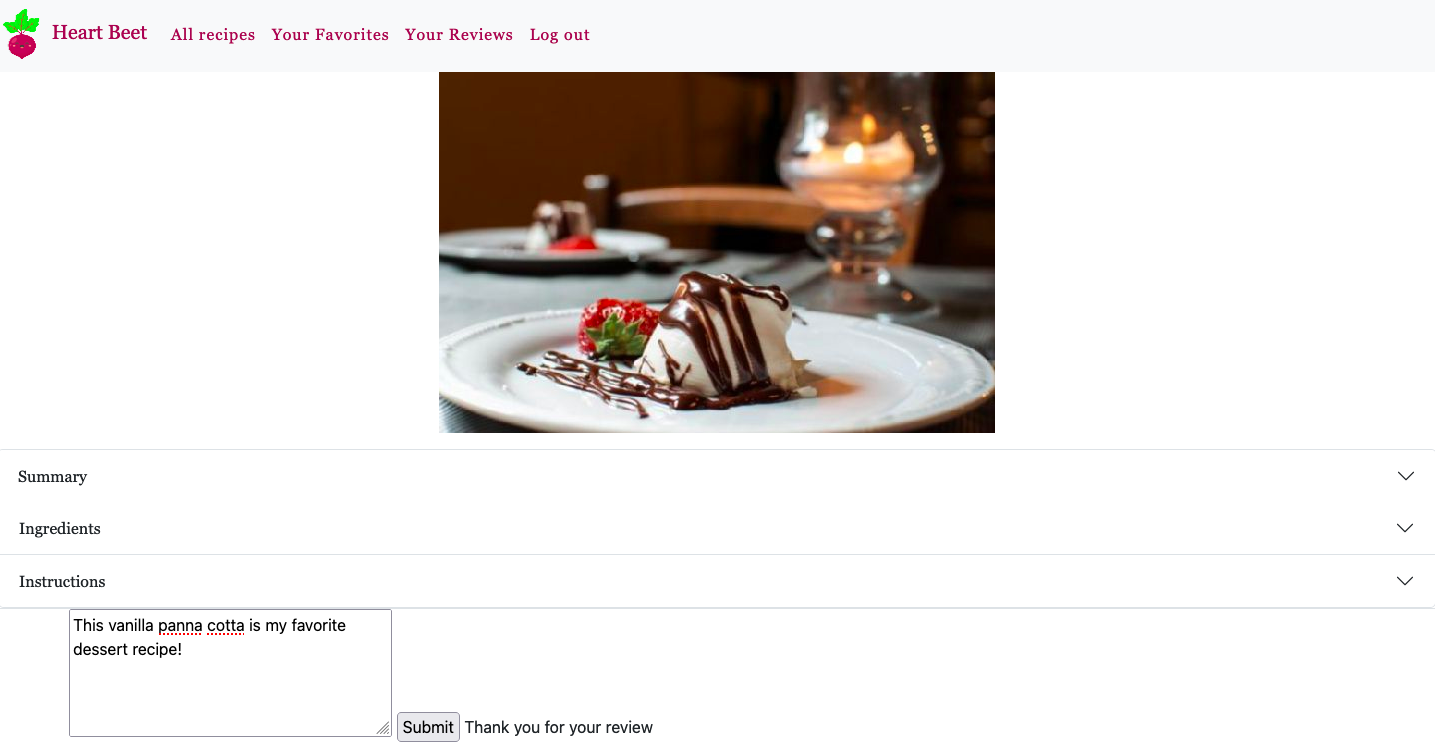 Heart Beet All recipes Your Favorites Your Reviews Log out
Summary
Ingredients
Instructions
This vanilla panna cotta is my favorite
dessert recipe!
Submit Thank you for your review